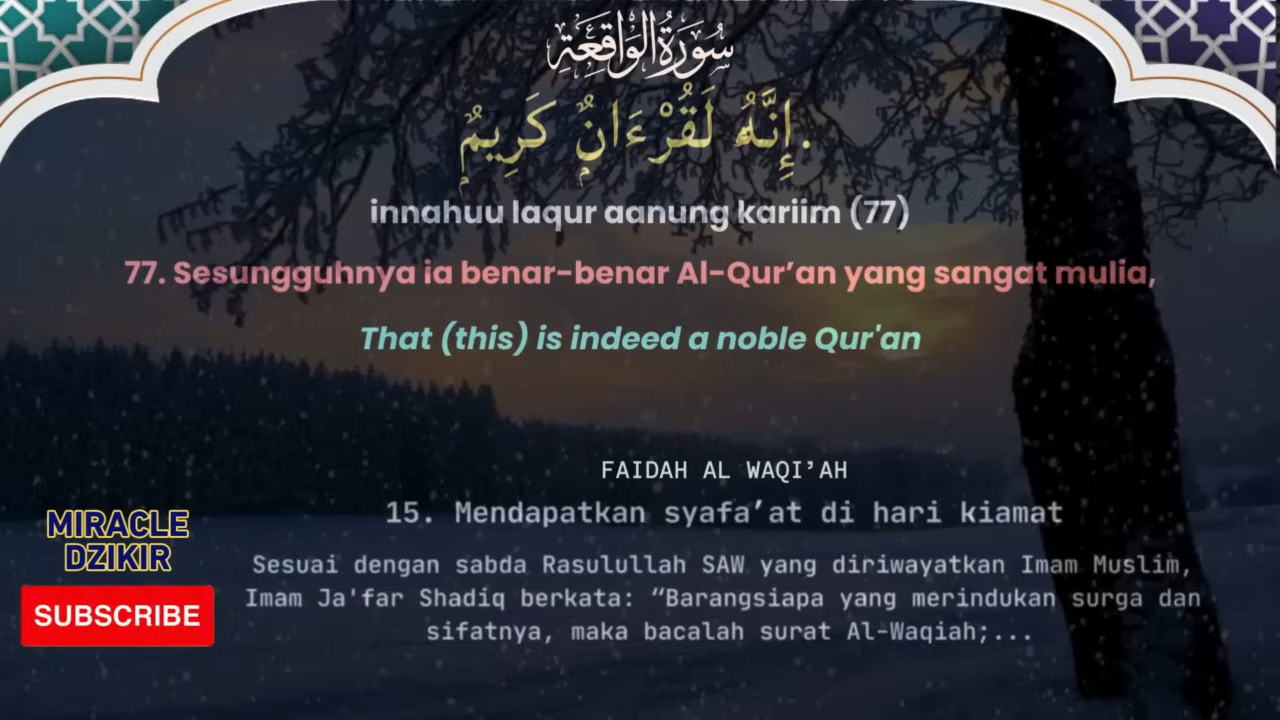 سُورَةُ الْوَاقِعَةِ
إِنَّهُۥ لَقُرْءَانٌۭ كَرِيمٌۭ.
innahuu laqur aanung kariim (77)
77. Sesungguhnya ia benar-benar Al-Qur’an yang sangat mulia,
That (this) is indeed a noble Qur'an
FAIDAH AL WAQI’AH
15. Mendapatkan syafa’at di hari kiamat
Sesuai dengan sabda Rasulullah SAW yang diriwayatkan Imam Muslim,
Imam Ja'far Shadiq berkata: “Barangsiapa yang merindukan surga dan
sifatnya, maka bacalah surat Al-Waqiah;...
MIRACLE
DZIKIR
SUBSCRIBE